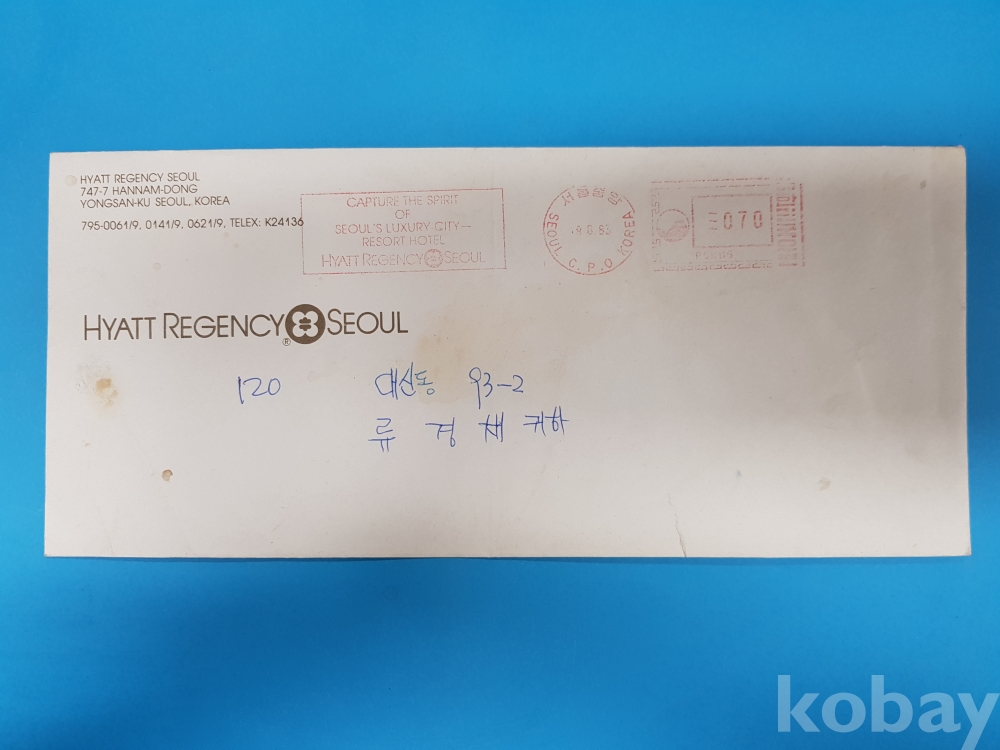 HYATT REGENCY SEOUL
747-7 HANNAM-DONG
YONGSAN-KU SEOUL, KOREA
795-0061/9, 0141/9, 0621/9, TELEX: K24136
CAPTURE THE SPIRIT
OF
SEOUL'S LUXURY CITY—
RESORT HOTEL
HYATT REGENCY SEOUL
SEOUL C.P.O KOREA
070
HYATT REGENCY SEOUL
®
120 대신동 93-2
류경채 귀하
kobay